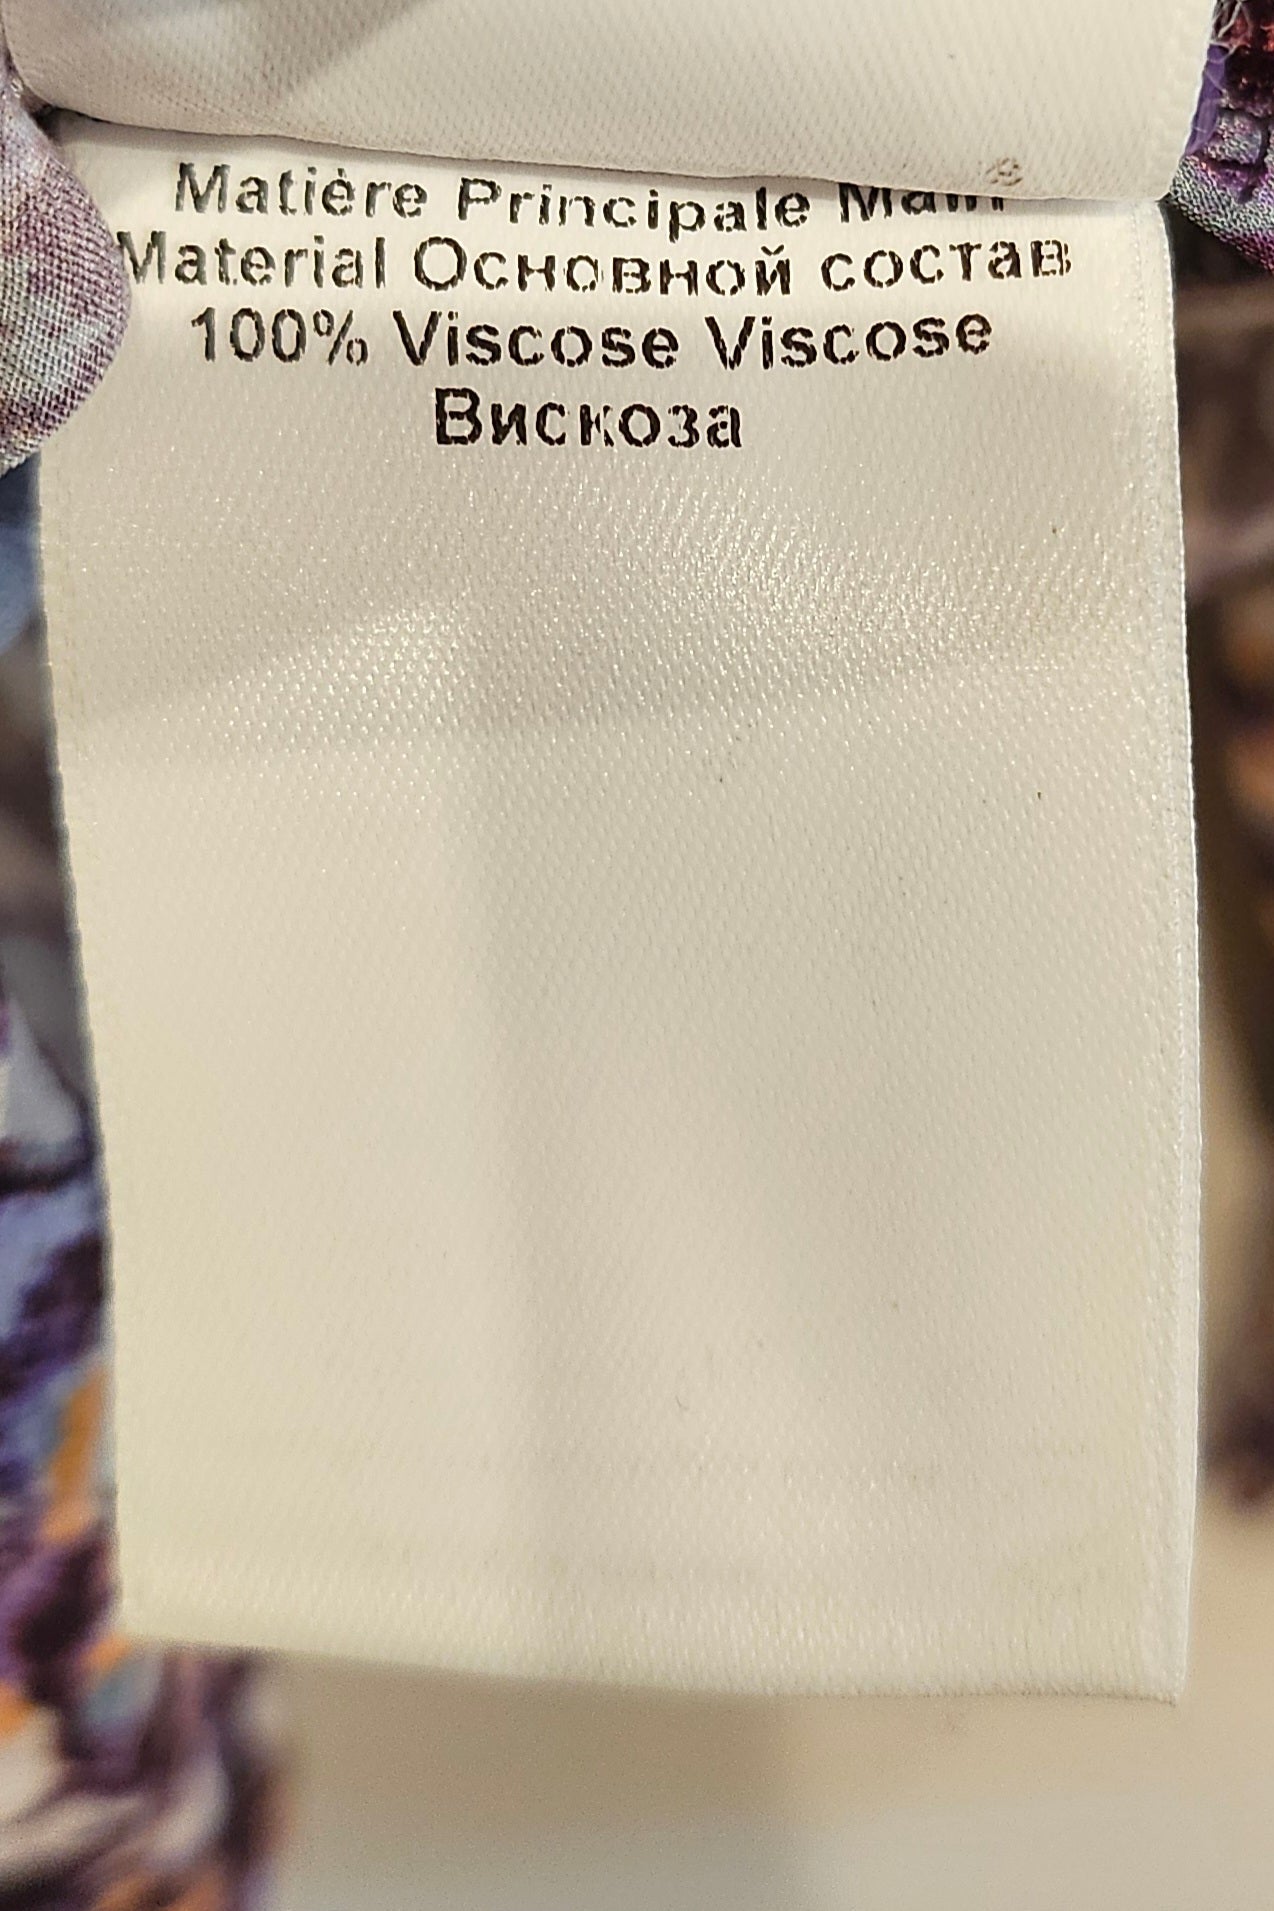 Matière Principale Main
Material Основной состав
100% Viscose Viscose
Вискоза